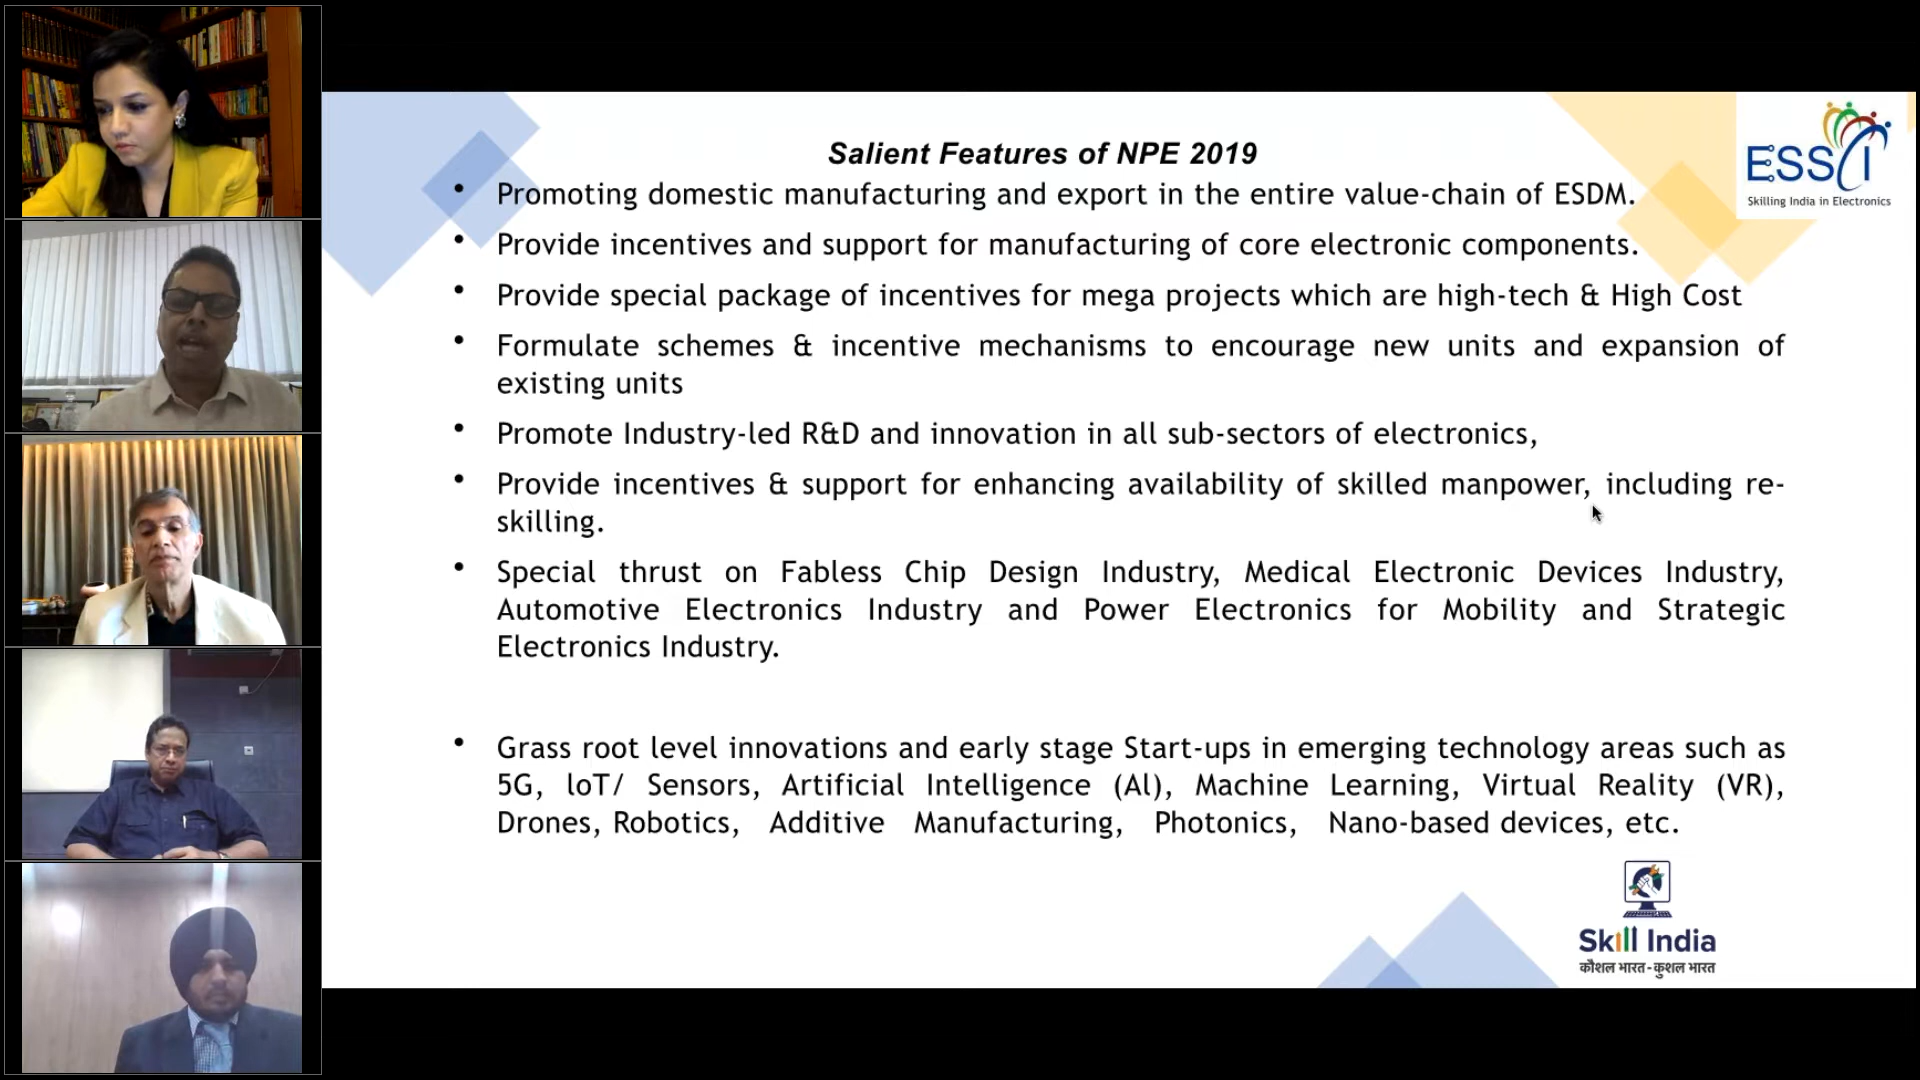 Salient Features of NPE 2019
ESSCI
Skilling India in Electronics
• Promoting domestic manufacturing and export in the entire value-chain of ESDM.
• Provide incentives and support for manufacturing of core electronic components.
• Provide special package of incentives for mega projects which are high-tech & High Cost
• Formulate schemes & incentive mechanisms to encourage new units and expansion of
existing units
• Promote Industry-led R&D and innovation in all sub-sectors of electronics,
• Provide incentives & support for enhancing availability of skilled manpower, including re-
skilling.
• Special thrust on Fabless Chip Design Industry, Medical Electronic Devices Industry,
Automotive Electronics Industry and Power Electronics for Mobility and Strategic
Electronics Industry.
• Grass root level innovations and early stage Start-ups in emerging technology areas such as
5G, loT/ Sensors, Artificial Intelligence (Al), Machine Learning, Virtual Reality (VR),
Drones, Robotics, Additive Manufacturing, Photonics, Nano-based devices, etc.
Skill India
कौशल भारत-कुशल भारत